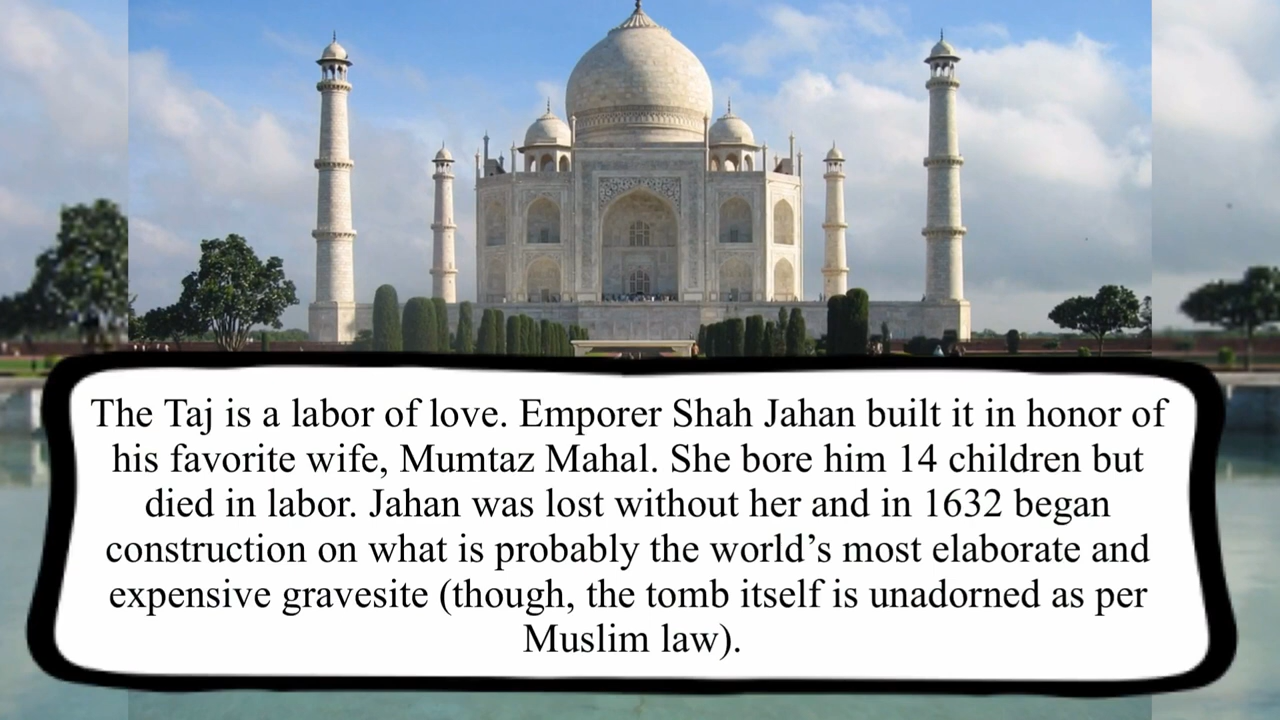 The Taj is a labor of love. Emporer Shah Jahan built it in honor of
his favorite wife, Mumtaz Mahal. She bore him 14 children but
died in labor. Jahan was lost without her and in 1632 began
construction on what is probably the world’s most elaborate and
expensive gravesite (though, the tomb itself is unadorned as per
Muslim law).